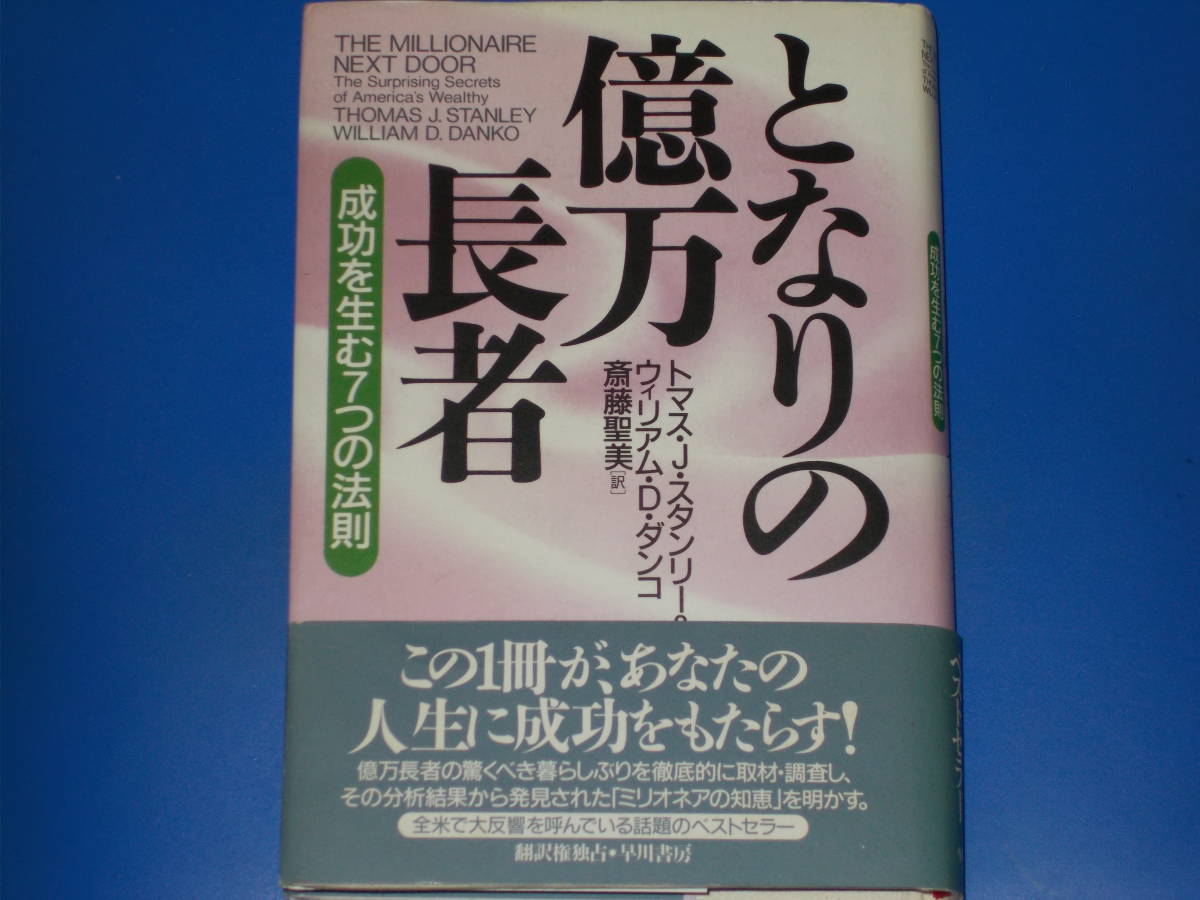 THE MILLIONAIRE
NEXT DOOR
The Surprising Secrets
of America's Wealthy
THOMAS J. STANLEY
WILLIAM D. DANKO
となりの
億万
長者
成功を生む7つの法則
トマス・J・スタンリー&
ウィリアム・D・ダンコ
斎藤聖美[訳]
この1冊が、あなたの
人生に成功をもたらす!
億万長者の驚くべき暮らしぶりを徹底的に取材・調査し、
その分析結果から発見された「ミリオネアの知恵」を明かす。
全米で大反響を呼んでいる話題のベストセラー
翻訳権独占・早川書房
成功を生む7つの法則
ベストセラー